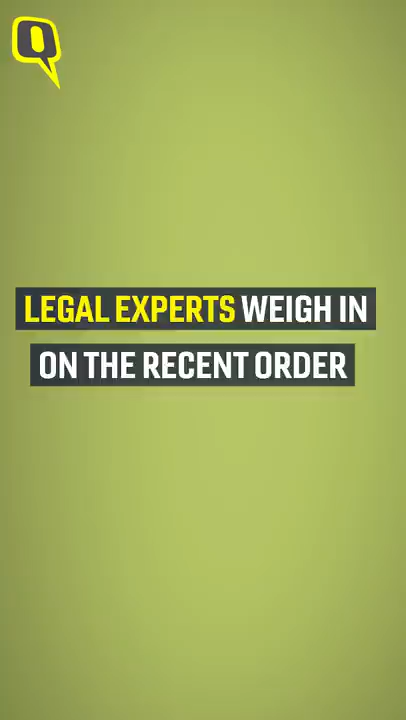 Q
LEGAL EXPERTS WEIGH IN
ON THE RECENT ORDER